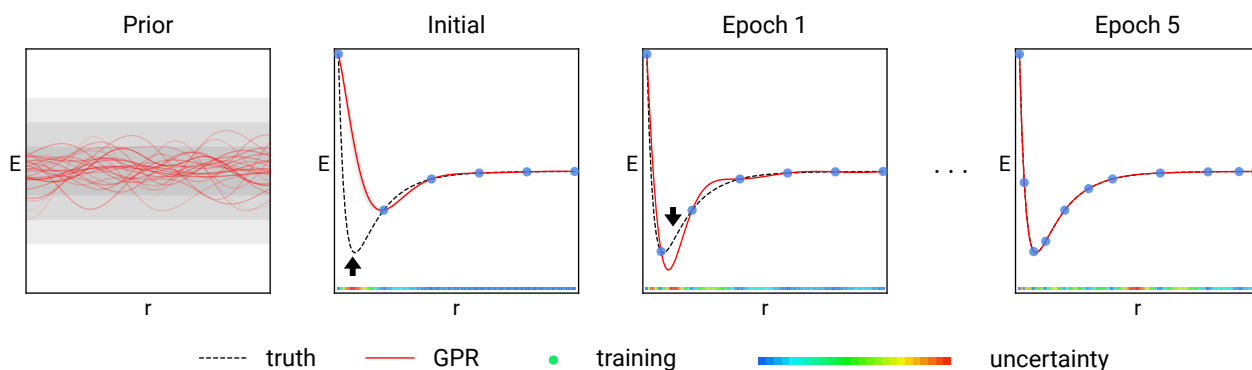 Prior Initial Epoch 1 Epoch 5
E E E . . . E
r r r r
truth GPR training uncertainty